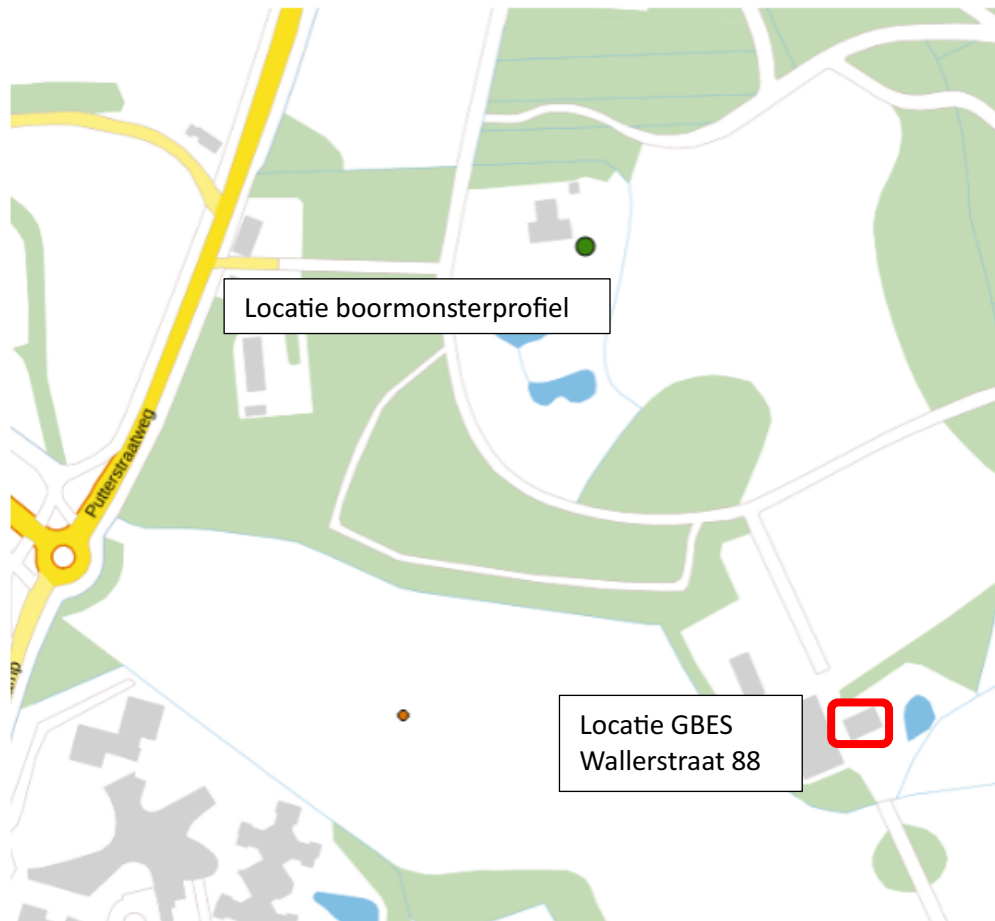 Locatie boormonsterprofiel
Putterstraatweg
Locatie GBES
Wallerstraat 88